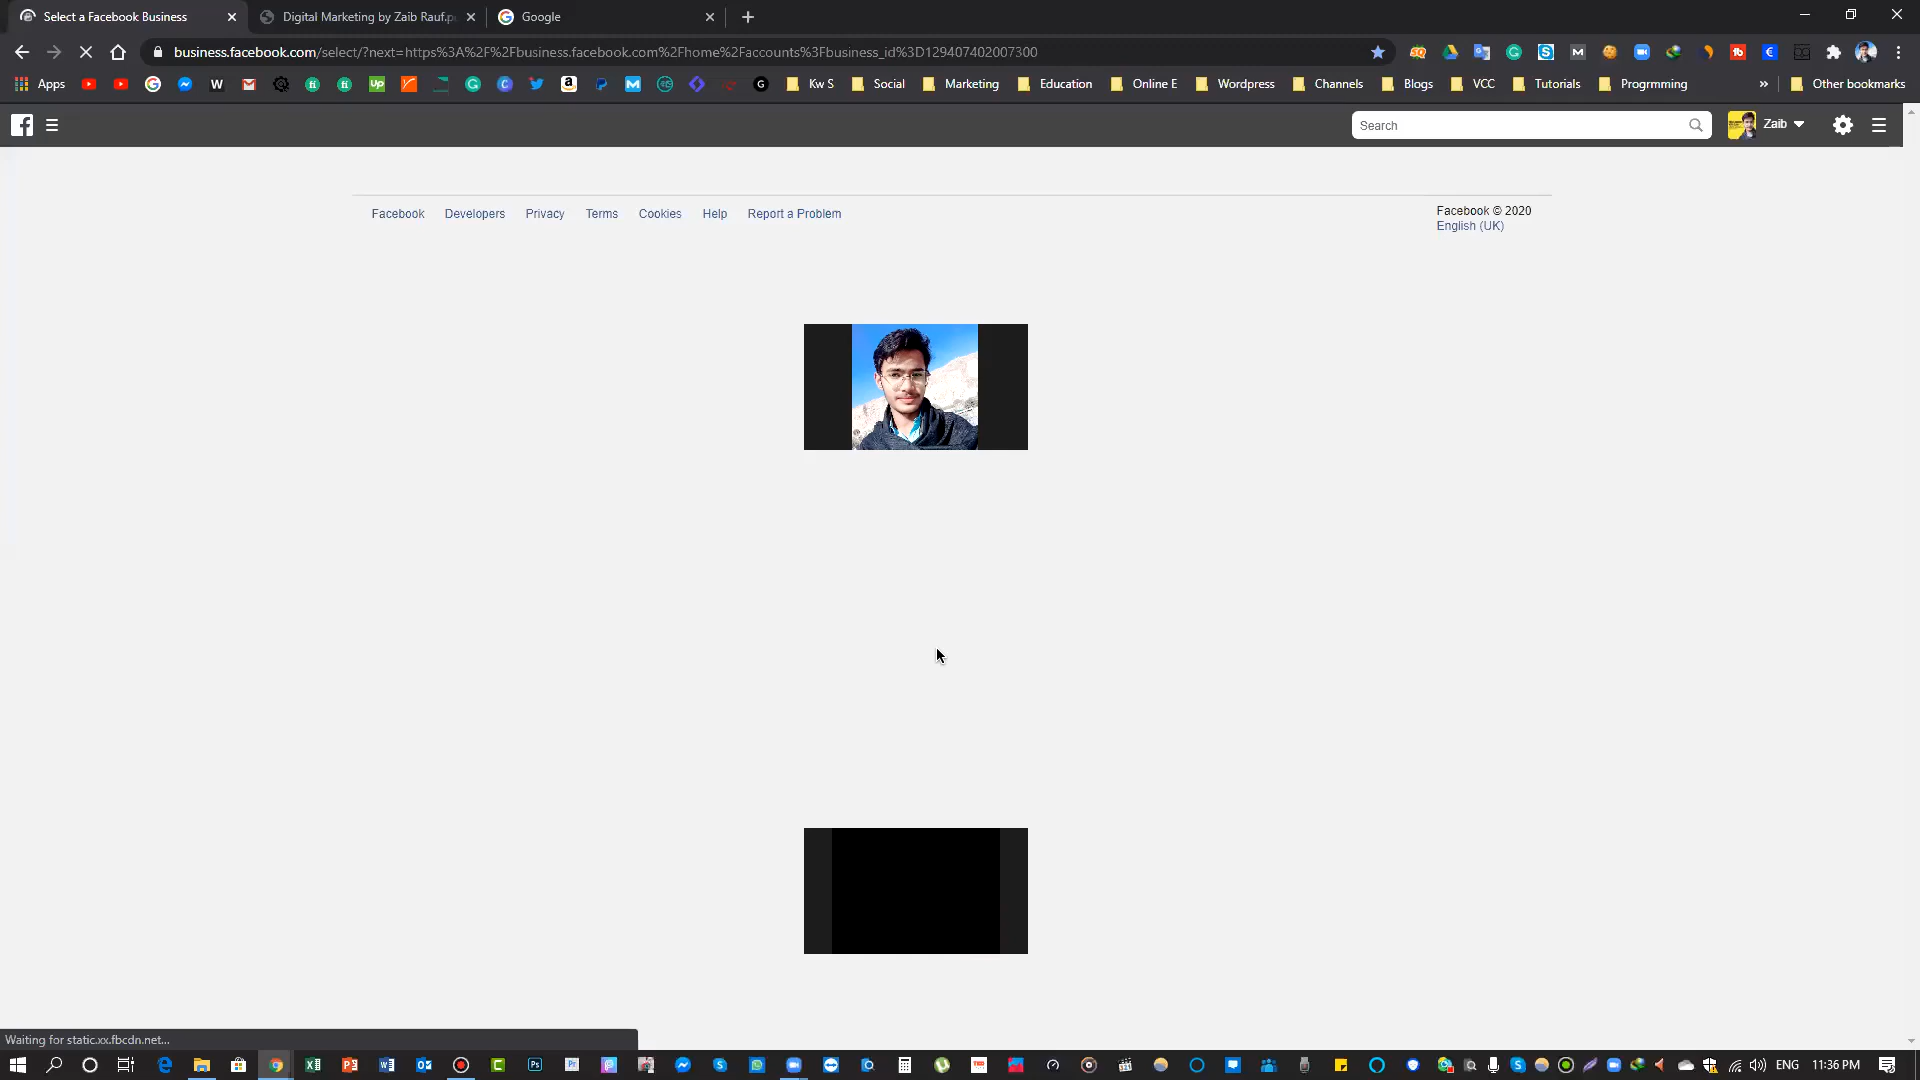 Select a Facebook Business
Digital Marketing by Zaib Rauf.p
Google
business.facebook.com/select/?next=https%3A%2F%2Fbusiness.facebook.com%2Fhome%2Faccounts%3Fbusiness_id%3D129407402007300
Apps
Kw S
Social
Marketing
Education
Online E
Wordpress
Channels
Blogs
VCC
Tutorials
Progrmming
Other bookmarks
Search
Zaib
Facebook Developers Privacy Terms Cookies Help Report a Problem
Facebook © 2020
English (UK)
Waiting for static.xx.fbcdn.net...
ENG
11:36 PM